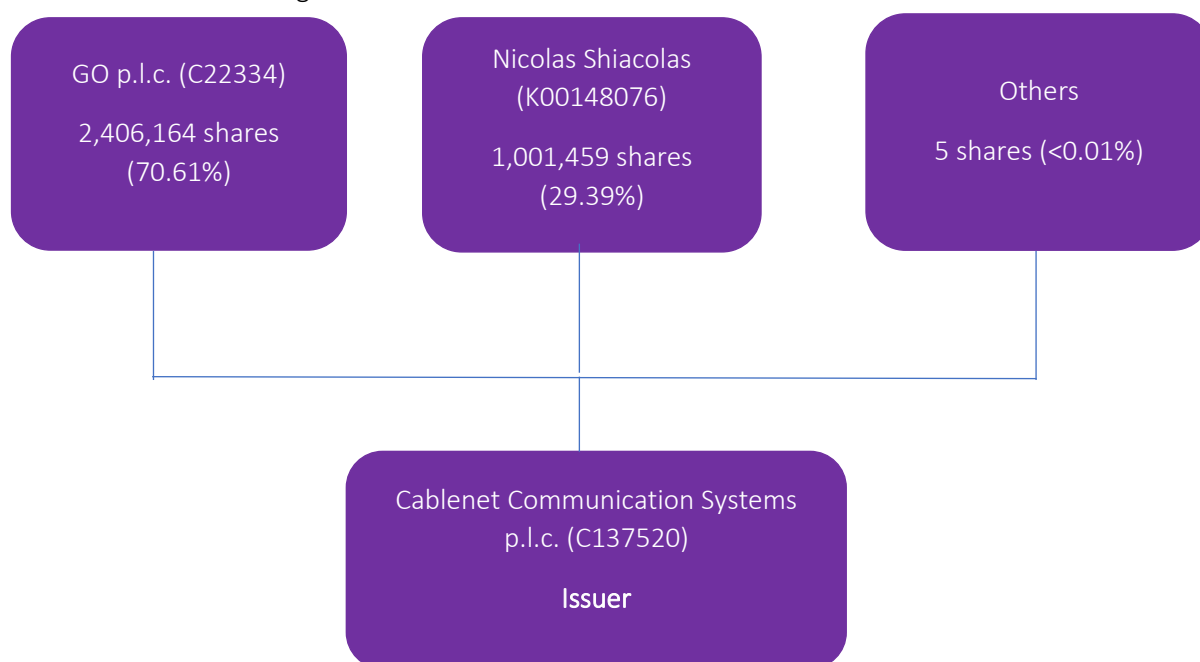 GO p.l.c. (C22334)
2,406,164 shares
(70.61%)
Nicolas Shiacolas
(K00148076)
1,001,459 shares
(29.39%)
Others
5 shares (<0.01%)
Cablenet Communication Systems
p.l.c. (C137520)
Issuer